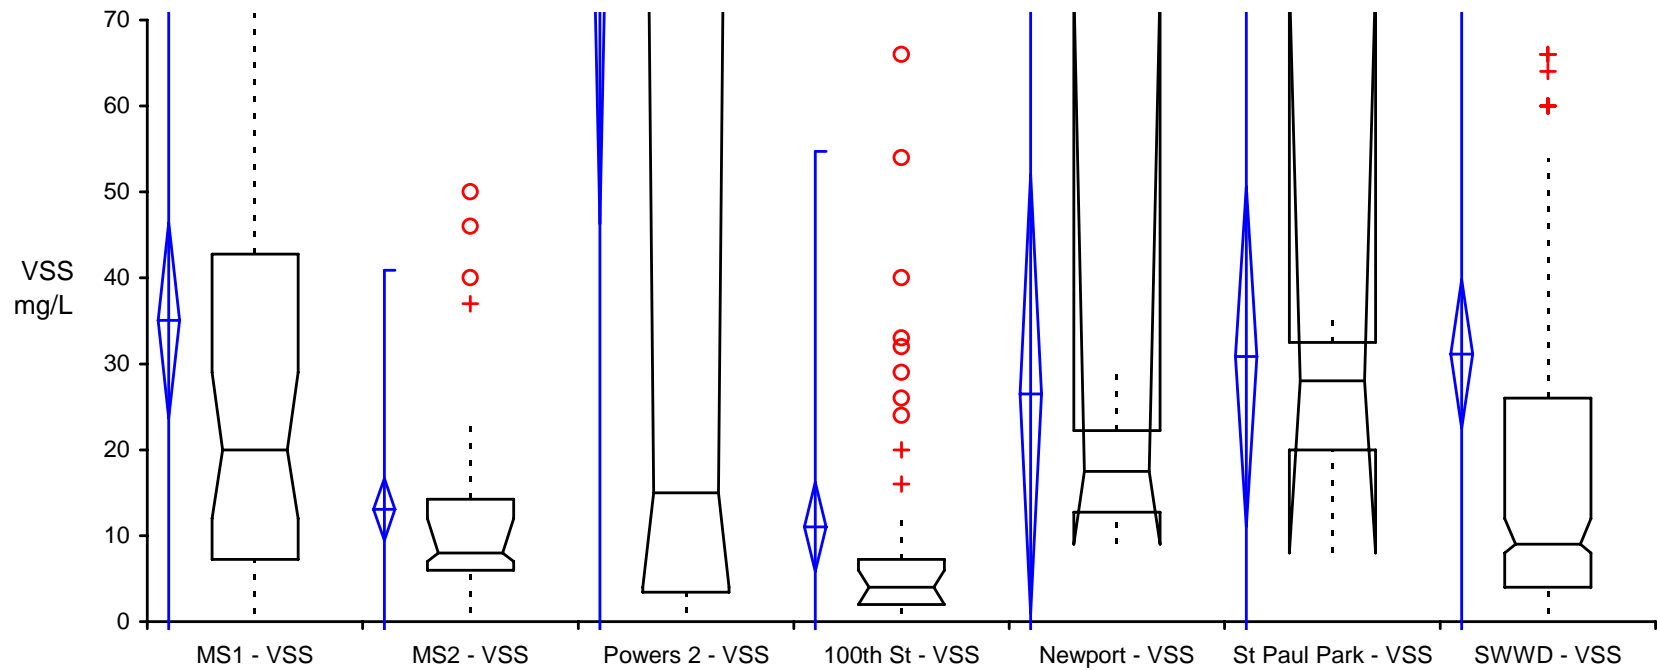 70
60
50
40
30
20
10
0
VSS
mg/L
MS1 - VSS MS2 - VSS Powers 2 - VSS 100th St - VSS Newport - VSS St Paul Park - VSS SWWD - VSS